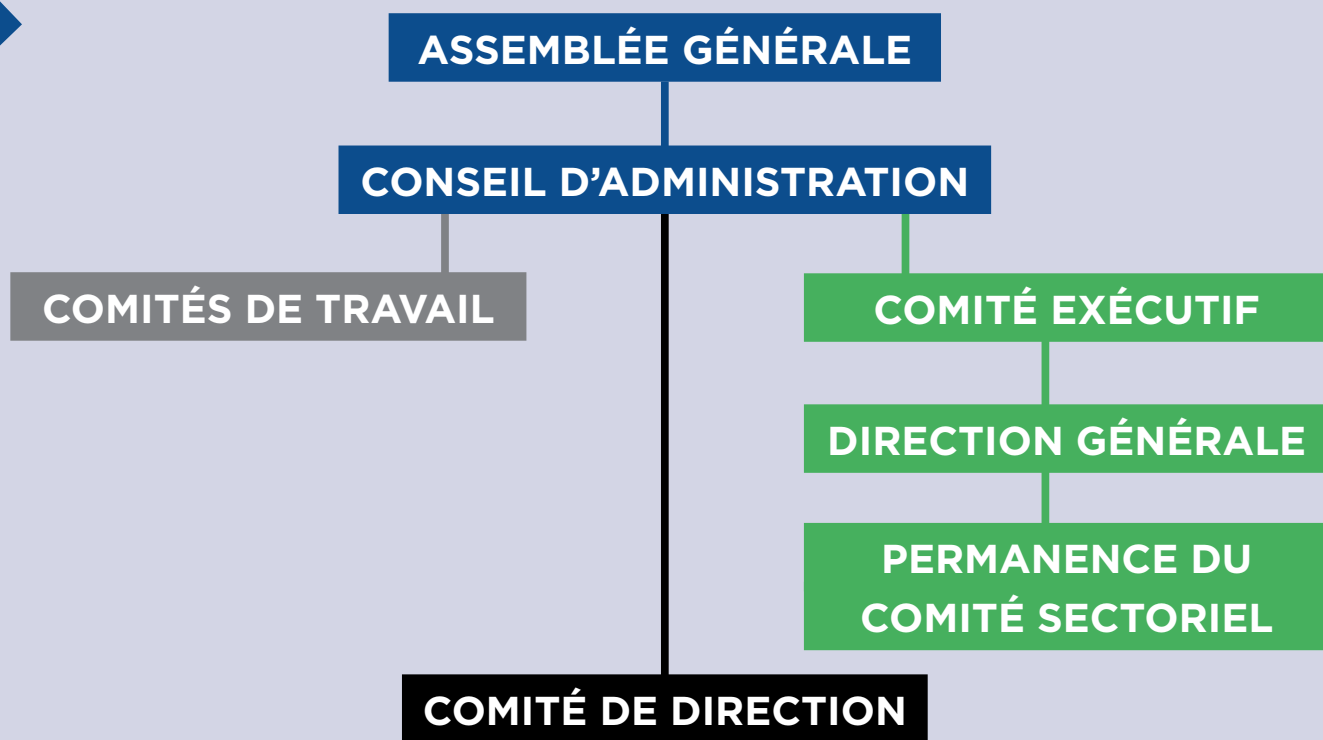 ASSEMBLÉE GÉNÉRALE
CONSEIL D’ADMINISTRATION
COMITÉS DE TRAVAIL
COMITÉ EXÉCUTIF
DIRECTION GÉNÉRALE
PERMANENCE DU
COMITÉ SECTORIEL
COMITÉ DE DIRECTION